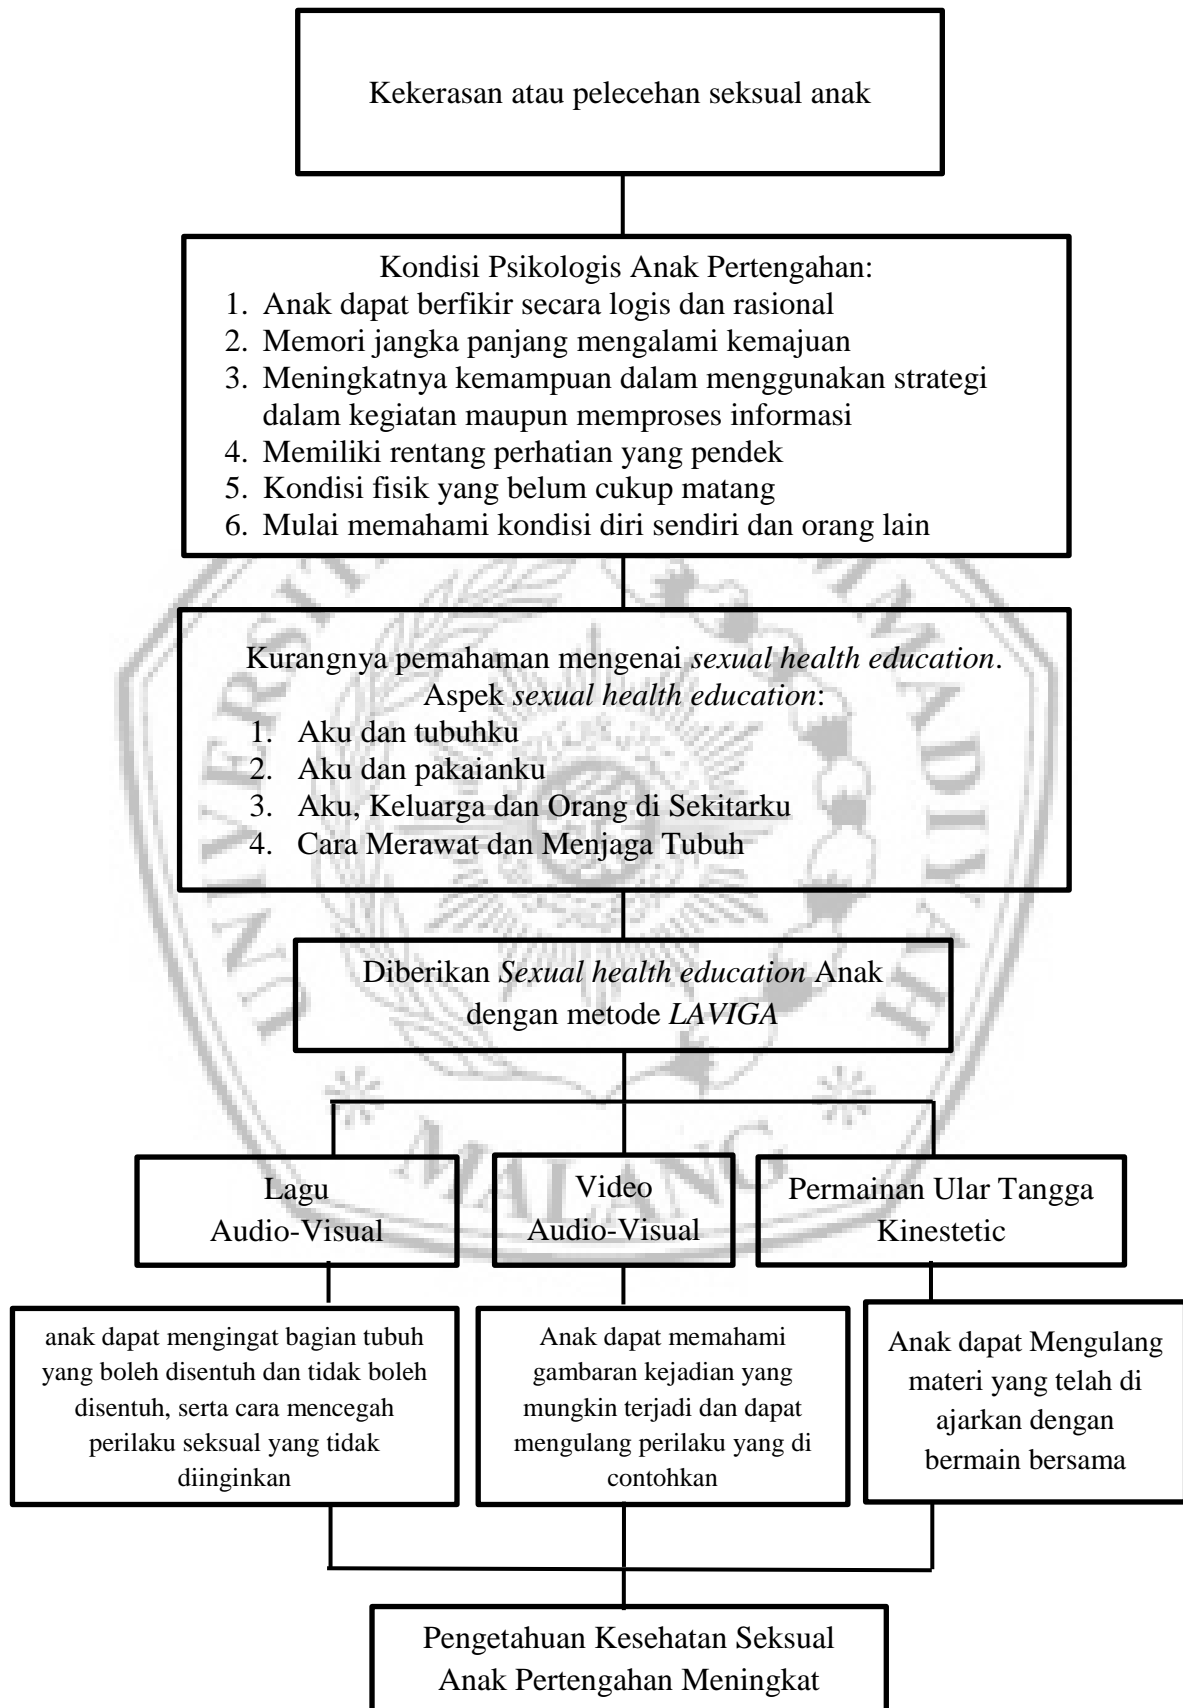 Kekerasan atau pelecehan seksual anak
Kondisi Psikologis Anak Pertengahan:
1. Anak dapat berfikir secara logis dan rasional
2. Memori jangka panjang mengalami kemajuan
3. Meningkatnya kemampuan dalam menggunakan strategi
dalam kegiatan maupun memproses informasi
4. Memiliki rentang perhatian yang pendek
5. Kondisi fisik yang belum cukup matang
6. Mulai memahami kondisi diri sendiri dan orang lain
Kurangnya pemahaman mengenai sexual health education.
Aspek sexual health education:
1. Aku dan tubuhku
2. Aku dan pakaianku
3. Aku, Keluarga dan Orang di Sekitarku
4. Cara Merawat dan Menjaga Tubuh
Diberikan Sexual health education Anak
dengan metode LAVIGA
Lagu
Audio-Visual
Video
Audio-Visual
Permainan Ular Tangga
Kinestetic
anak dapat mengingat bagian tubuh
yang boleh disentuh dan tidak boleh
disentuh, serta cara mencegah
perilaku seksual yang tidak
diinginkan
Anak dapat memahami
gambaran kejadian yang
mungkin terjadi dan dapat
mengulang perilaku yang di
contohkan
Anak dapat Mengulang
materi yang telah di
ajarkan dengan
bermain bersama
Pengetahuan Kesehatan Seksual
Anak Pertengahan Meningkat
MALANG